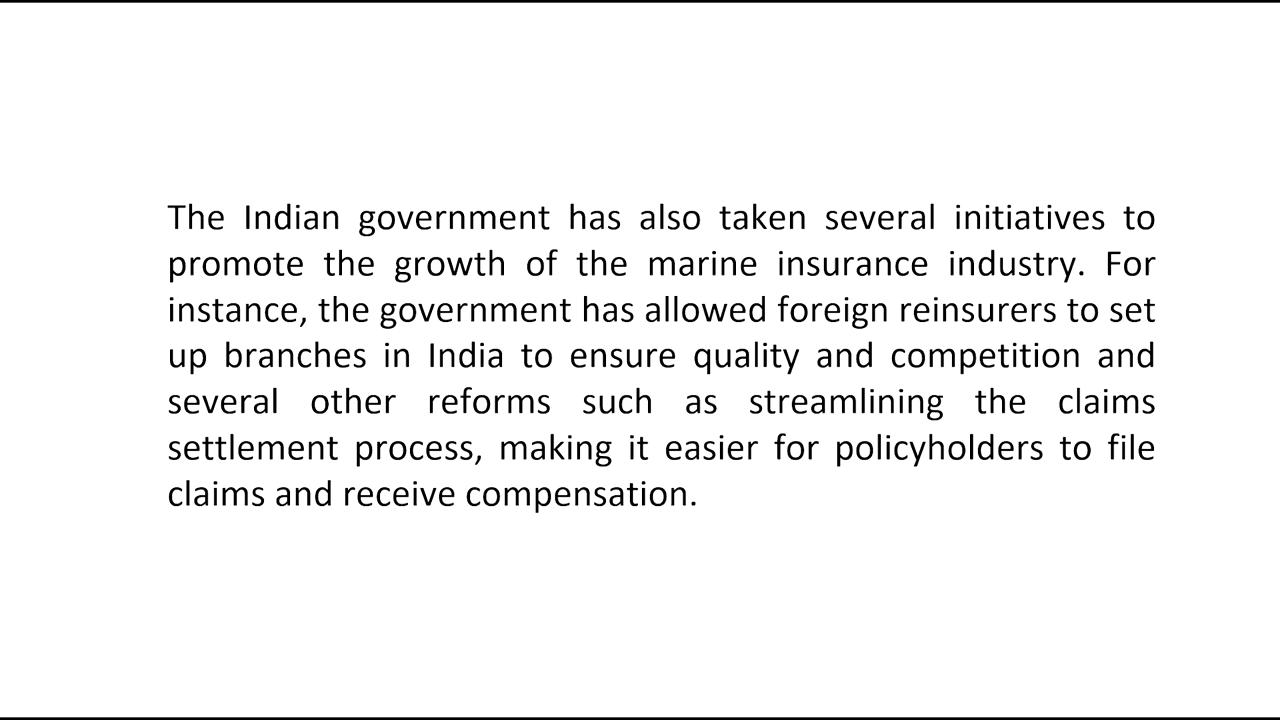 The Indian government has also taken several initiatives to
promote the growth of the marine insurance industry. For
instance, the government has allowed foreign reinsurers to set
up branches in India to ensure quality and competition and
several other reforms such as streamlining the claims
settlement process, making it easier for policyholders to file
claims and receive compensation.